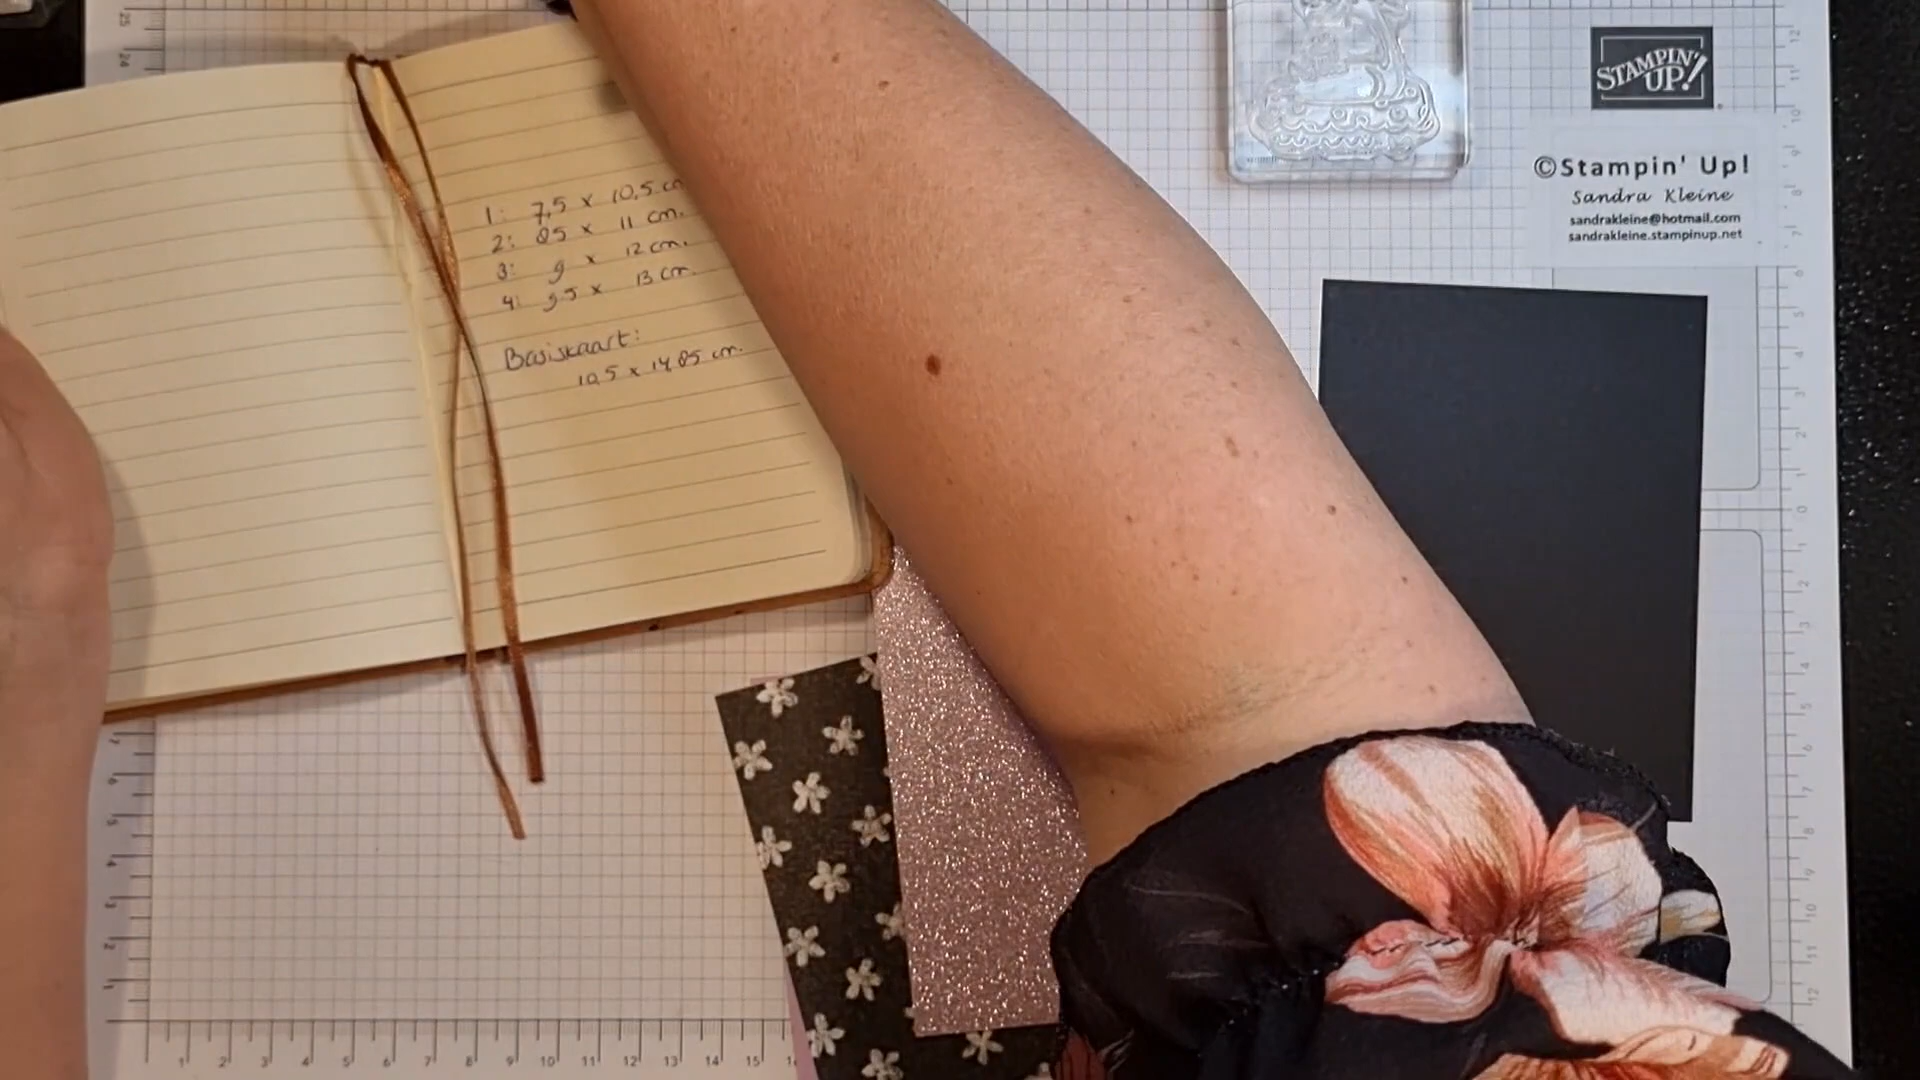 1: 7,5 x 10,5 cm
2: 8,5 x 11 cm.
3: 9 x 12 cm.
4: 9.5 x 13 cm.
Basiskaart:
10,5 x 14,85 cm.
STAMPIN' UP!
©Stampin' Up!
Sandra Kleine
sandrakleine@hotmail.com
sandrakleine.stampinup.net